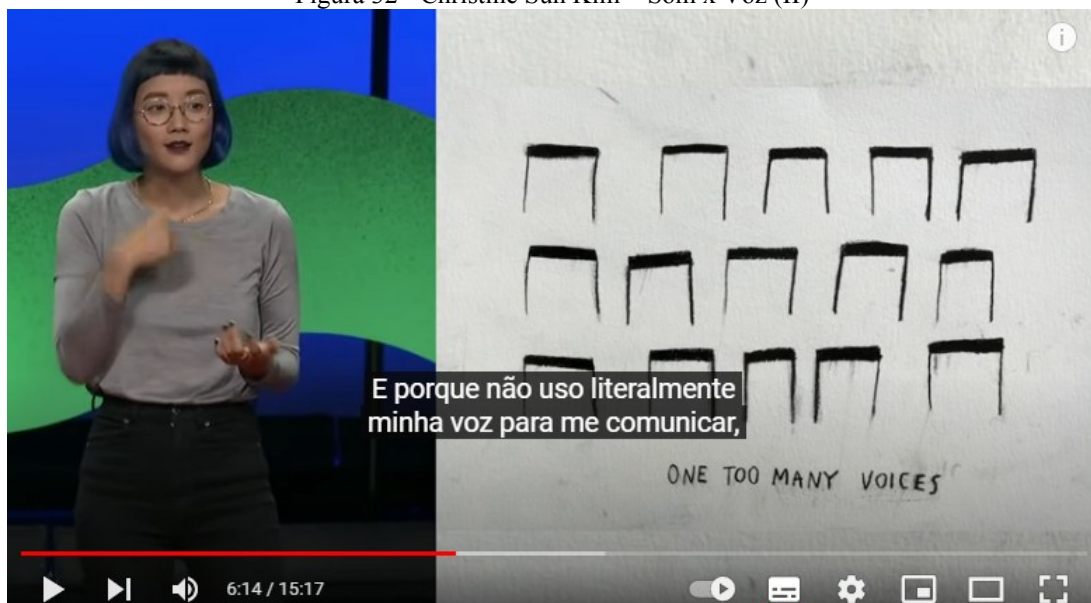 Figura 32 - Christine Sun Kim – Som x Voz (II)
E porque não uso literalmente
minha voz para me comunicar,
ONE TOO MANY VOICES
6:14 / 15:17